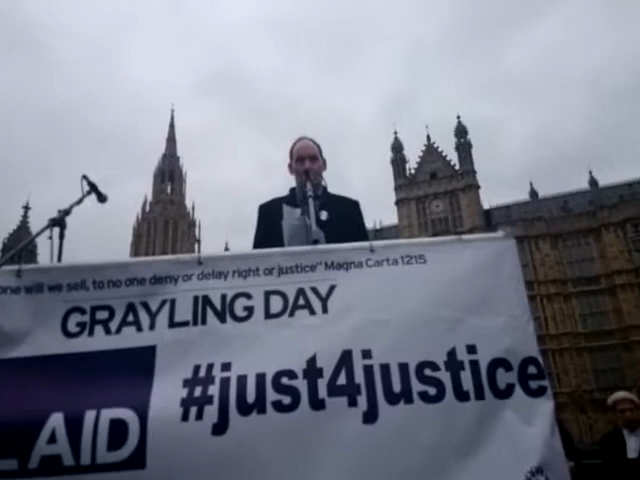 one will we sell, to no one deny or delay right or justice" Magna Carta 1215
GRAYLING DAY
#just4justice
AID